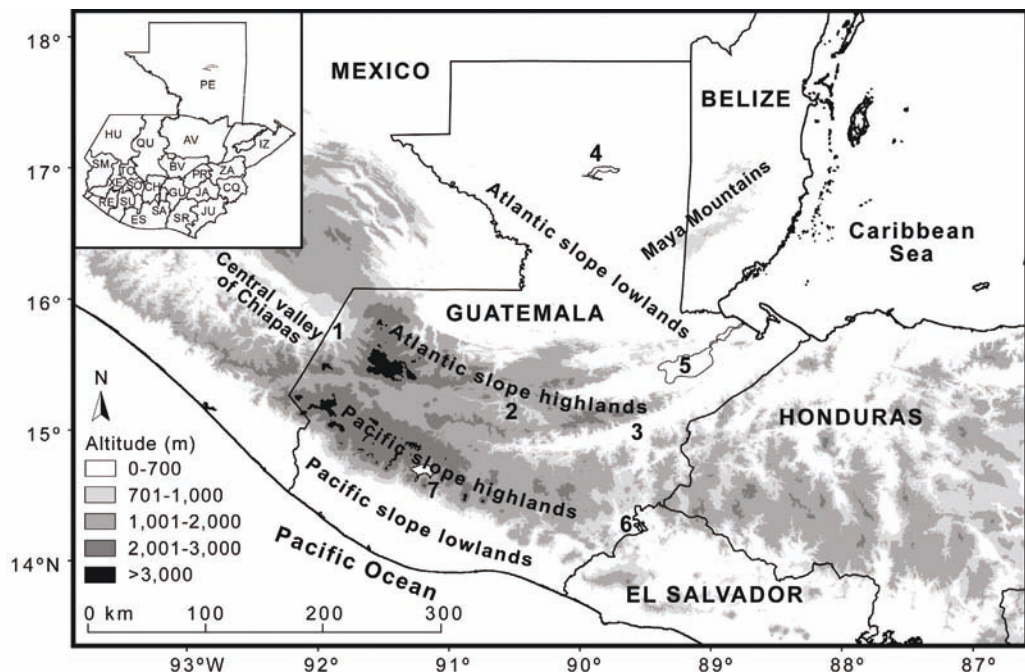 18°
17°
16°
15°
14°N
PE
HU
QU
AV
IZ
SM
TO
BV
ZA
XE
SO
CH
PR
GU
JA
CQ
RE
SU
SA
ES
SR
JU
MEXICO
BELIZE
4
Maya Mountains
Caribbean
Sea
Atlantic slope lowlands
Central valley
of Chiapas
1
GUATEMALA
5
Atlantic slope highlands
2
3
HONDURAS
N
Pacific slope highlands
7
Pacific slope lowlands
6
Pacific Ocean
EL SALVADOR
Altitude (m)
0-700
701-1,000
1,001-2,000
2,001-3,000
>3,000
0 km 100 200 300
93°W 92° 91° 90° 89° 88° 87°